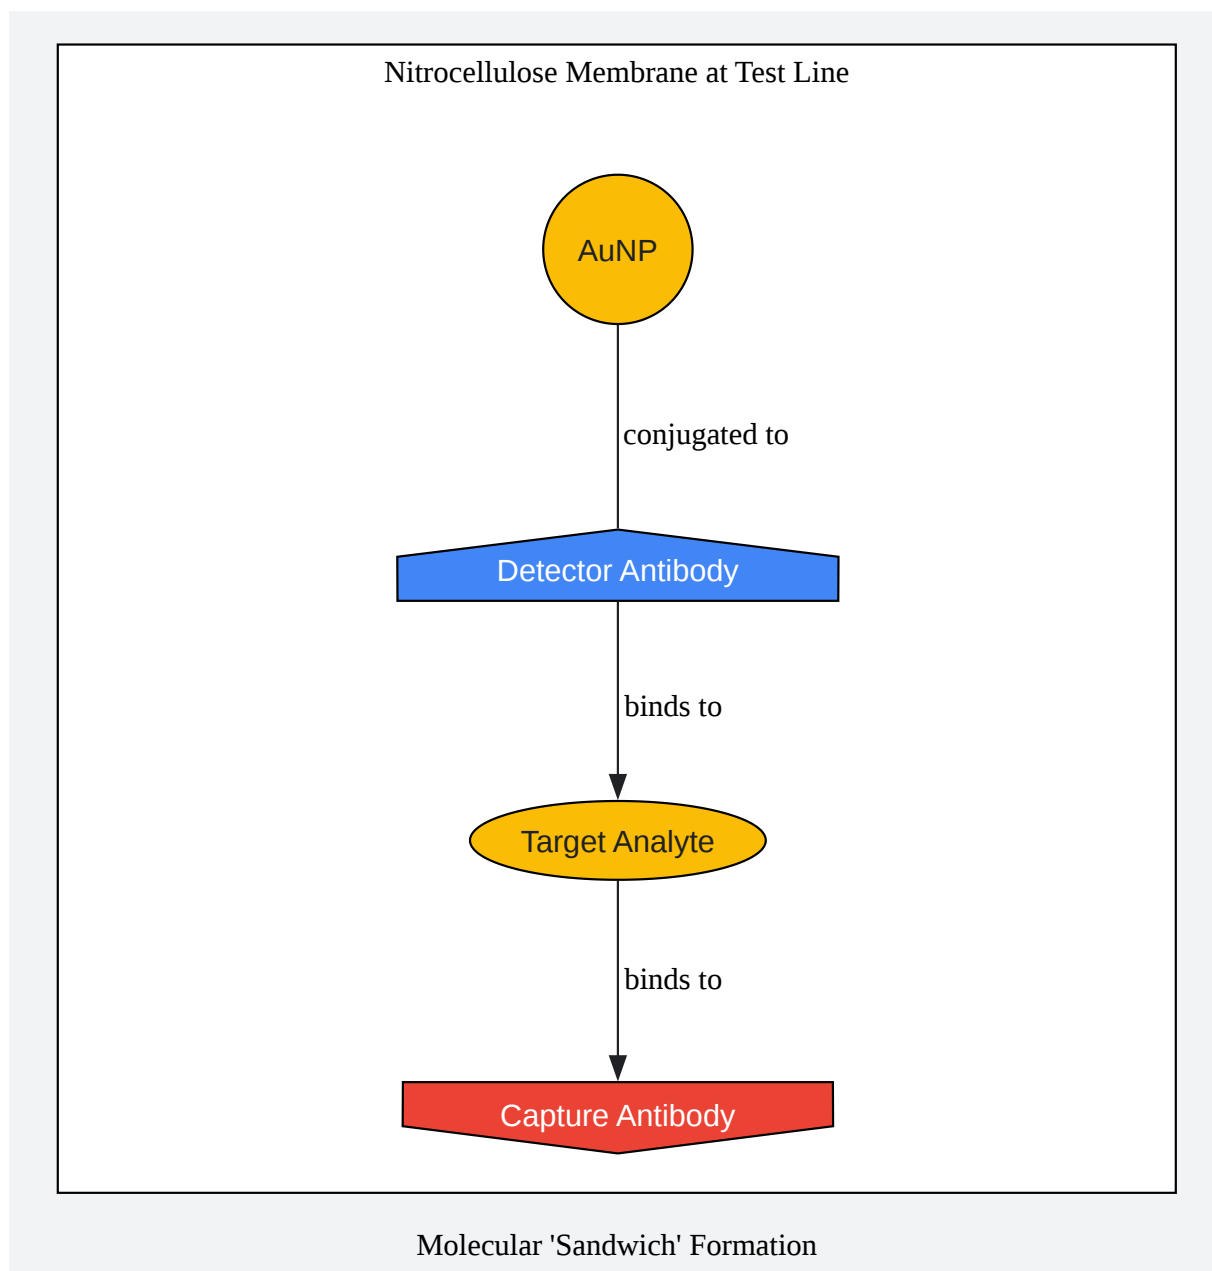 Nitrocellulose Membrane at Test Line
AuNP
conjugated to
Detector Antibody
binds to
Target Analyte
binds to
Capture Antibody
Molecular 'Sandwich' Formation